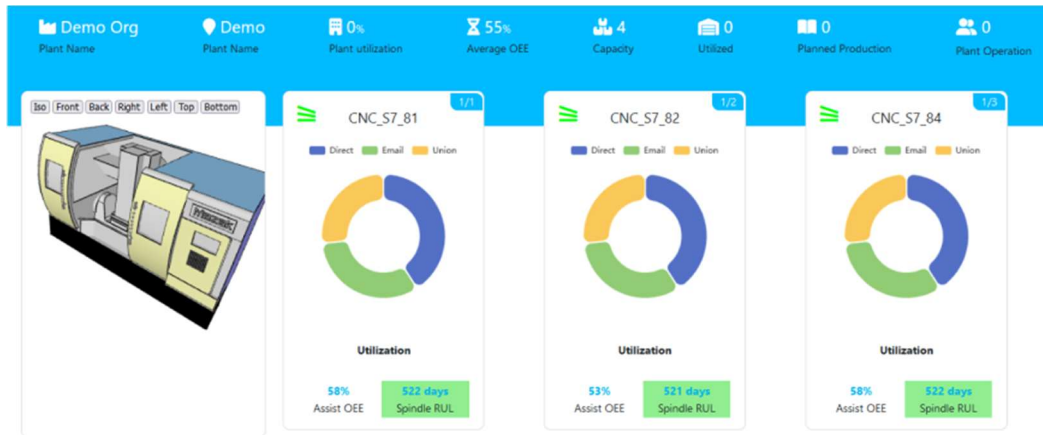 Demo Org
Plant Name
Demo
Plant Name
0%
Plant utilization
55%
Average OEE
4
Capacity
0
Utilized
0
Planned Production
0
Plant Operation
Iso Front Back Right Left Top Bottom
1/1
CNC_S7_81
Direct Email Union
Utilization
58%
Assist OEE
522 days
Spindle RUL
1/2
CNC_S7_82
Direct Email Union
Utilization
53%
Assist OEE
521 days
Spindle RUL
1/3
CNC_S7_84
Direct Email Union
Utilization
58%
Assist OEE
522 days
Spindle RUL